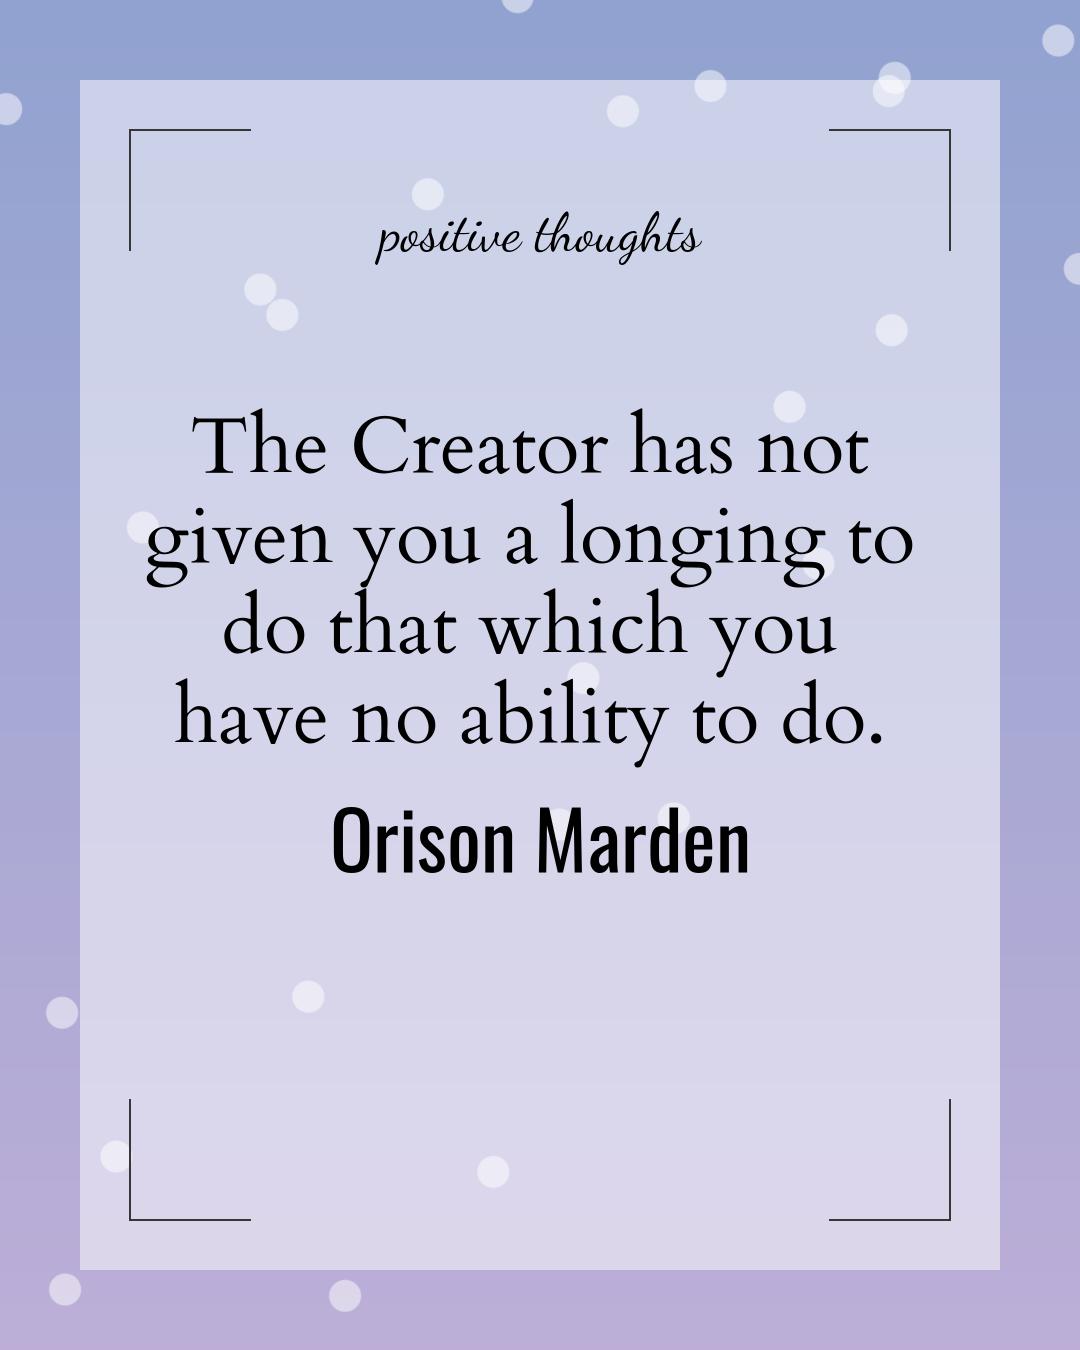 positive thoughts
The Creator has not
given you a longing to
do that which you
have no ability to do.
Orison Marden